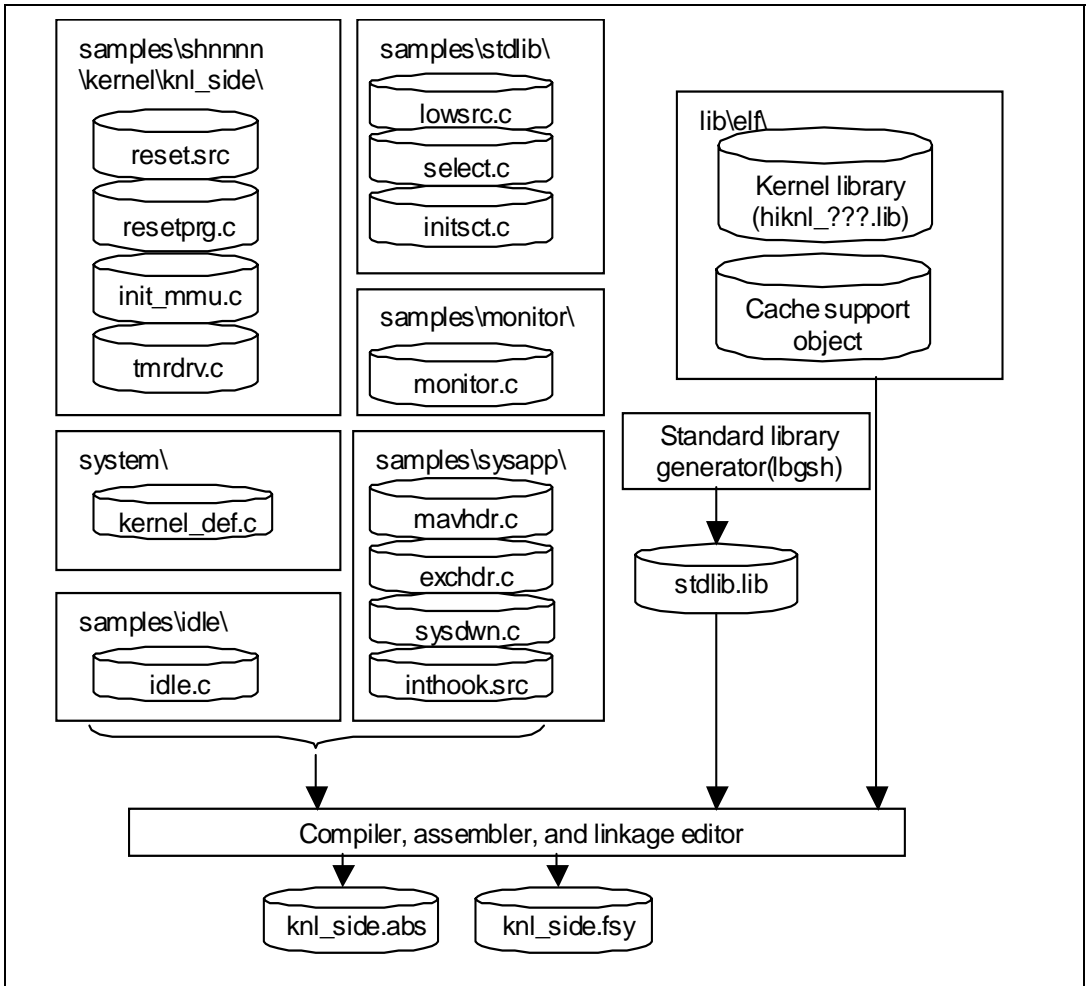 samples\shnnnn
\kernel\knl_side\
reset.src
resetprg.c
init_mmu.c
tmrdrv.c
samples\stdlib\
lowsrc.c
select.c
initsct.c
samples\monitor\
monitor.c
lib\elf\
Kernel library
(hiknl_???.lib)
Cache support
object
system\
kernel_def.c
samples\idle\
idle.c
samples\sysapp\
mavhdr.c
exchdr.c
sysdwn.c
inthook.src
Standard library
generator(lbgsh)
stdlib.lib
Compiler, assembler, and linkage editor
knl_side.abs
knl_side.fsy